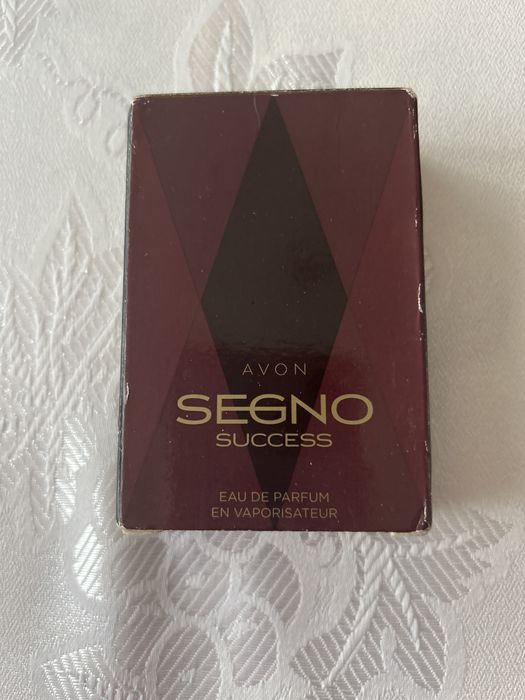 AVON
SEGNO
SUCCESS
EAU DE PARFUM
EN VAPORISATEUR